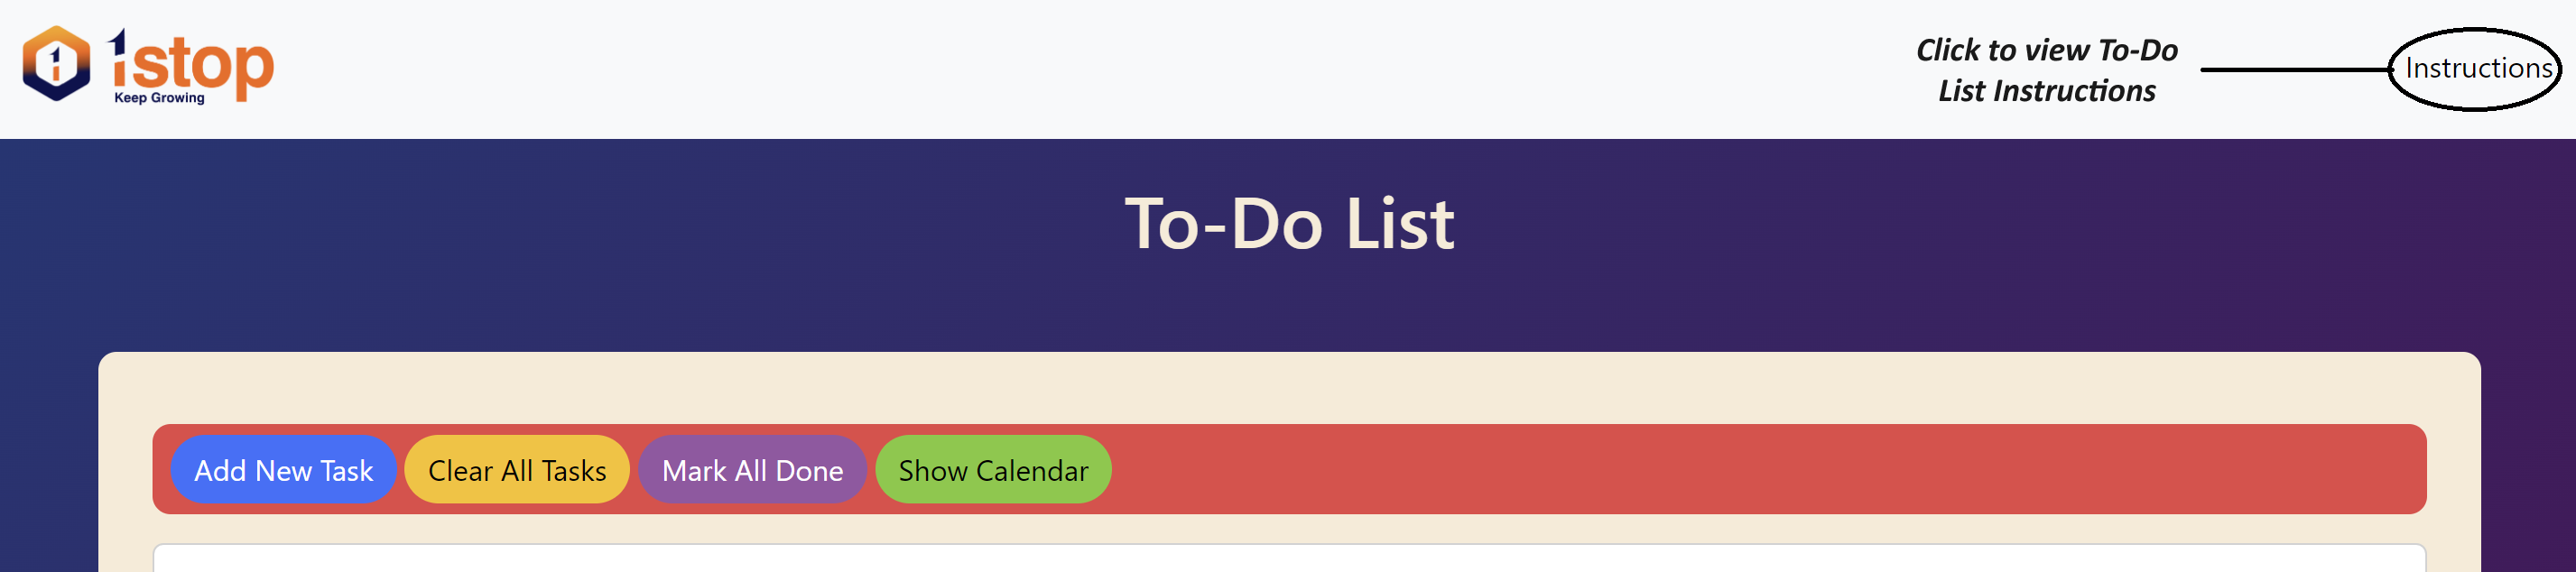 1stop
Keep Growing
Click to view To-Do
List Instructions
Instructions
To-Do List
Add New Task
Clear All Tasks
Mark All Done
Show Calendar